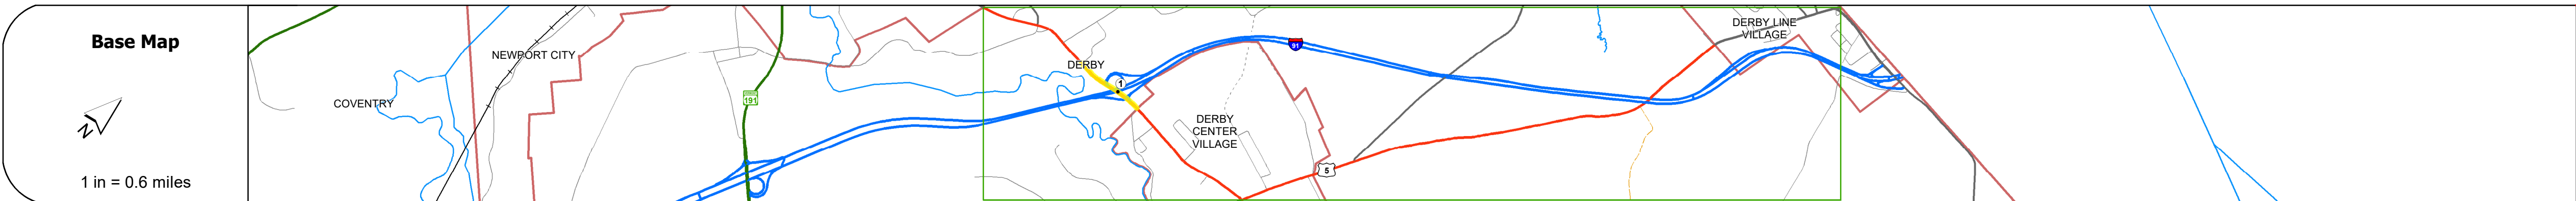 Base Map
N
1 in = 0.6 miles
COVENTRY
NEWPORT CITY
191
DERBY
1
DERBY
CENTER
VILLAGE
91
5
DERBY LINE
VILLAGE